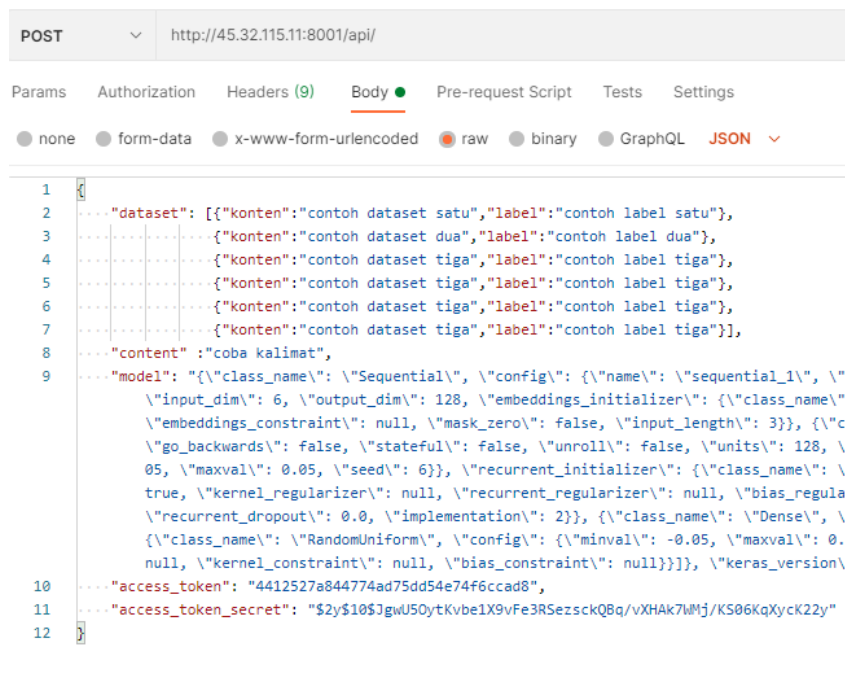 POST http://45.32.115.11:8001/api/
Params Authorization Headers (9) Body Pre-request Script Tests Settings
none form-data x-www-form-urlencoded raw binary GraphQL JSON
1 {
2 "dataset": [{"konten":"contoh dataset satu","label":"contoh label satu"},
3 {"konten":"contoh dataset dua","label":"contoh label dua"},
4 {"konten":"contoh dataset tiga","label":"contoh label tiga"},
5 {"konten":"contoh dataset tiga","label":"contoh label tiga"},
6 {"konten":"contoh dataset tiga","label":"contoh label tiga"},
7 {"konten":"contoh dataset tiga","label":"contoh label tiga"}],
8 "content" :"coba kalimat",
9 "model": "{\"class_name\": \"Sequential\", \"config\": {\"name\": \"sequential_1\", \"
\"input_dim\": 6, \"output_dim\": 128, \"embeddings_initializer\": {\"class_name\"
\"embeddings_constraint\": null, \"mask_zero\": false, \"input_length\": 3}}, {\"c
\"go_backwards\": false, \"stateful\": false, \"unroll\": false, \"units\": 128, \
05, \"maxval\": 0.05, \"seed\": 6}}, \"recurrent_initializer\": {\"class_name\": \
true, \"kernel_regularizer\": null, \"recurrent_regularizer\": null, \"bias_regula
\"recurrent_dropout\": 0.0, \"implementation\": 2}}, {\"class_name\": \"Dense\", \
{\"class_name\": \"RandomUniform\", \"config\": {\"minval\": -0.05, \"maxval\": 0.
null, \"kernel_constraint\": null, \"bias_constraint\": null}}]}, \"keras_version\
10 "access_token": "4412527a844774ad75dd54e74f6ccad8",
11 "access_token_secret": "$2y$10$JgwU5OytKvbe1X9vFe3RSezsckQBq/vXHAk7WMj/KS06KqXycK22y"
12 }